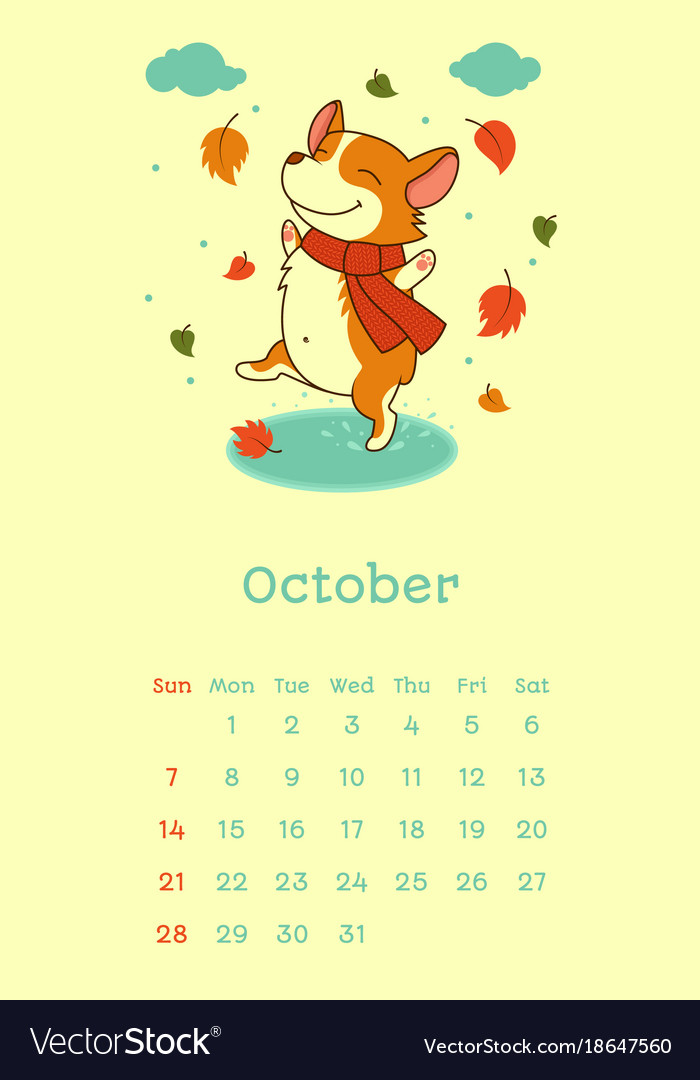 October
Sun Mon Tue Wed Thu Fri Sat
1 2 3 4 5 6
7 8 9 10 11 12 13
14 15 16 17 18 19 20
21 22 23 24 25 26 27
28 29 30 31
VectorStock®
VectorStock.com/18647560